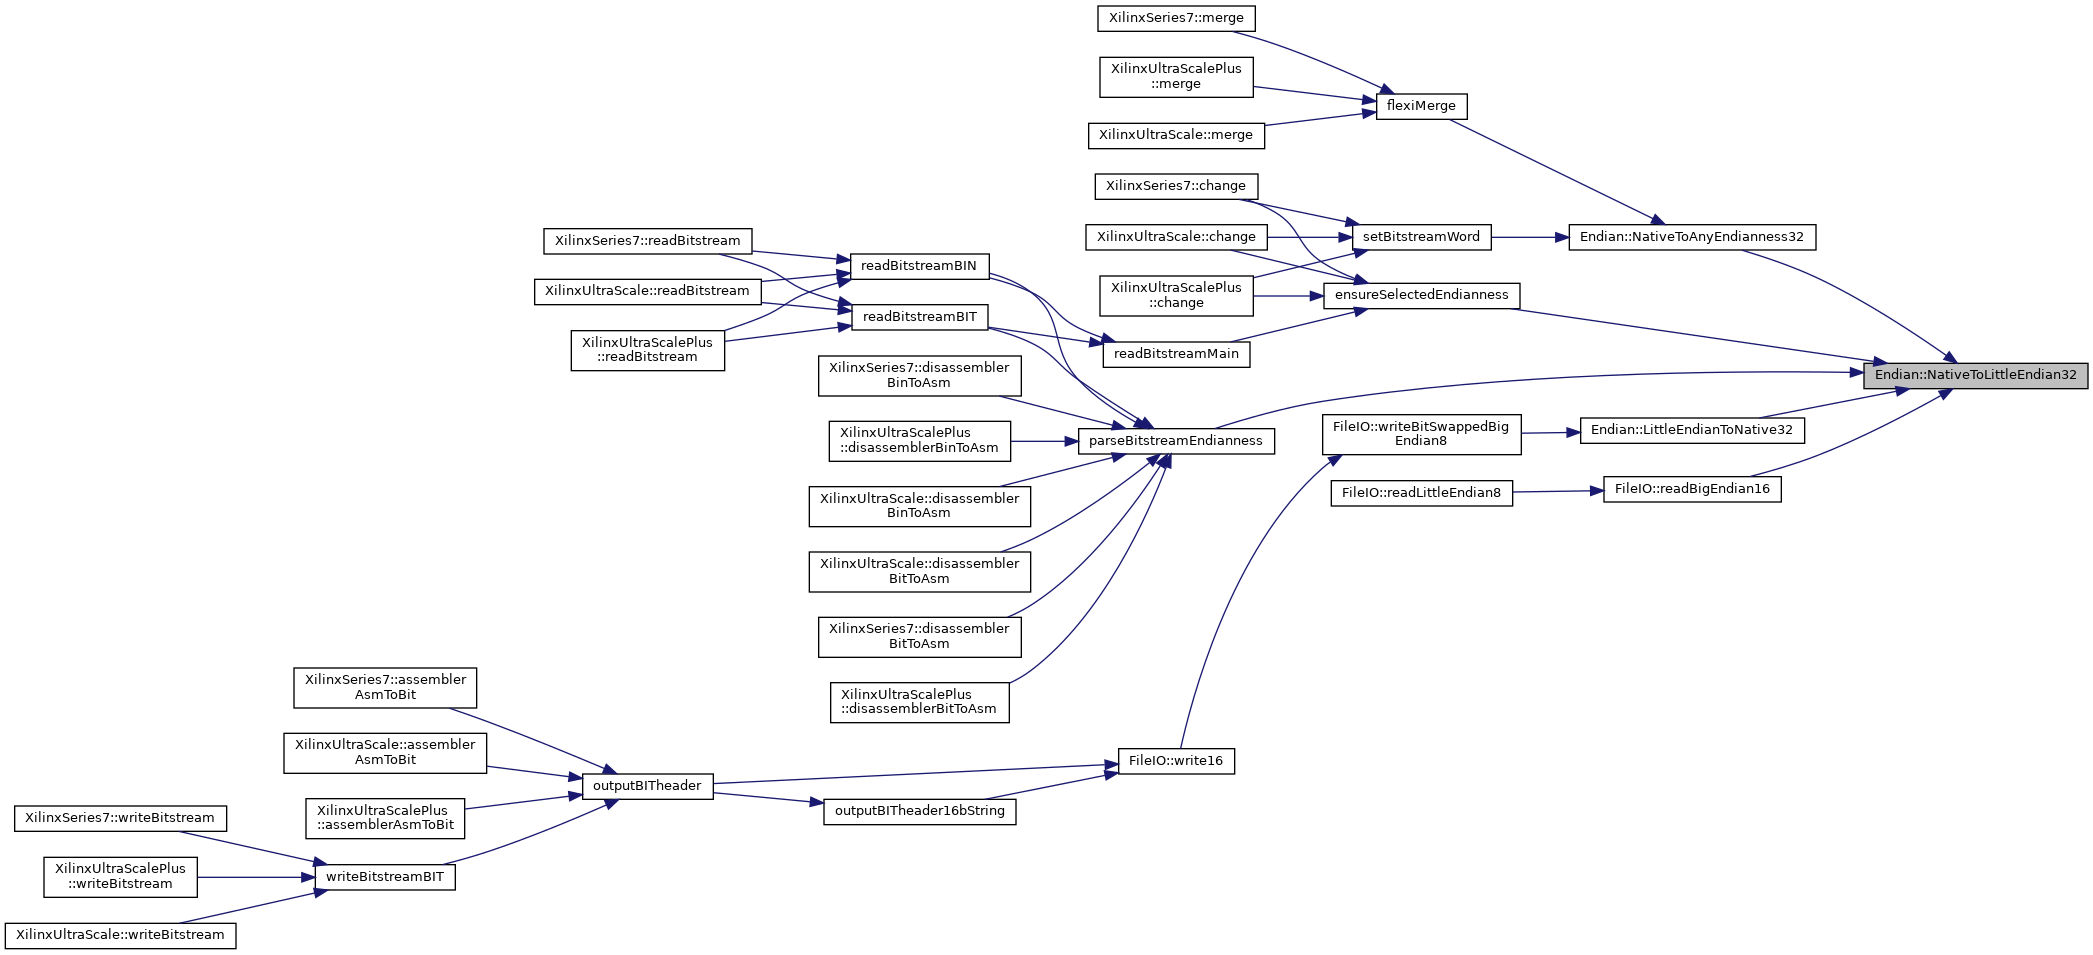 XilinxSeries7::merge
XilinxUltraScalePlus
::merge
flexiMerge
XilinxUltraScale::merge
XilinxSeries7::change
XilinxUltraScale::change
setBitstreamWord
Endian::NativeToAnyEndianness32
XilinxUltraScalePlus
::change
ensureSelectedEndianness
XilinxSeries7::readBitstream
readBitstreamBIN
XilinxUltraScale::readBitstream
readBitstreamBIT
XilinxUltraScalePlus
::readBitstream
readBitstreamMain
Endian::NativeToLittleEndian32
XilinxSeries7::disassembler
BinToAsm
XilinxUltraScalePlus
::disassemblerBinToAsm
parseBitstreamEndianness
FileIO::writeBitSwappedBig
Endian8
Endian::LittleEndianToNative32
XilinxUltraScale::disassembler
BinToAsm
FileIO::readLittleEndian8
FileIO::readBigEndian16
XilinxUltraScale::disassembler
BitToAsm
XilinxSeries7::disassembler
BitToAsm
XilinxUltraScalePlus
::disassemblerBitToAsm
XilinxSeries7::assembler
AsmToBit
XilinxUltraScale::assembler
AsmToBit
FileIO::write16
outputBITheader
XilinxUltraScalePlus
::assemblerAsmToBit
outputBITheader16bString
XilinxSeries7::writeBitstream
XilinxUltraScalePlus
::writeBitstream
writeBitstreamBIT
XilinxUltraScale::writeBitstream